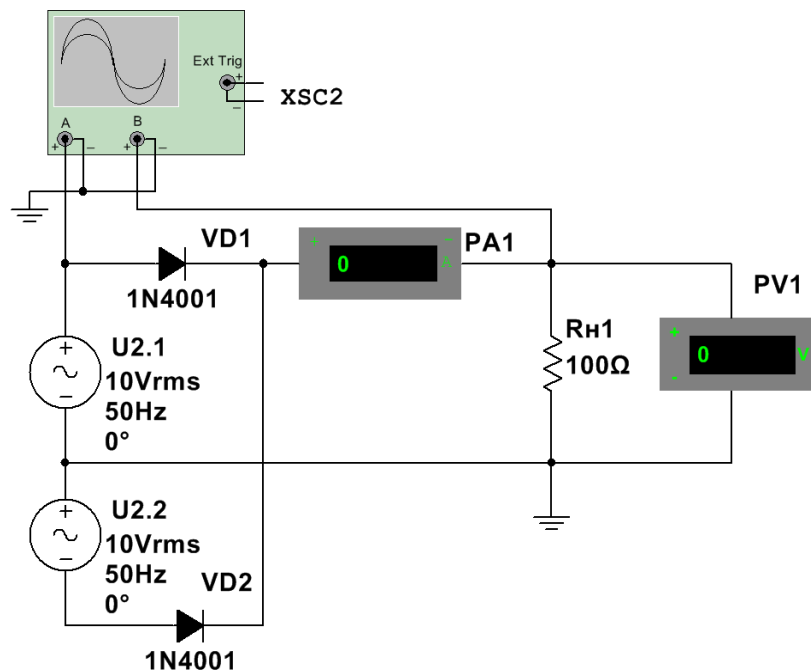 Ext Trig
+
−
XSC2
A
B
+ − + −
VD1
1N4001
+ −
0
A
PA1
PV1
+
0
V
-
Rн1
100Ω
+
−
U2.1
10Vrms
50Hz
0°
+
−
U2.2
10Vrms
50Hz
0°
VD2
1N4001